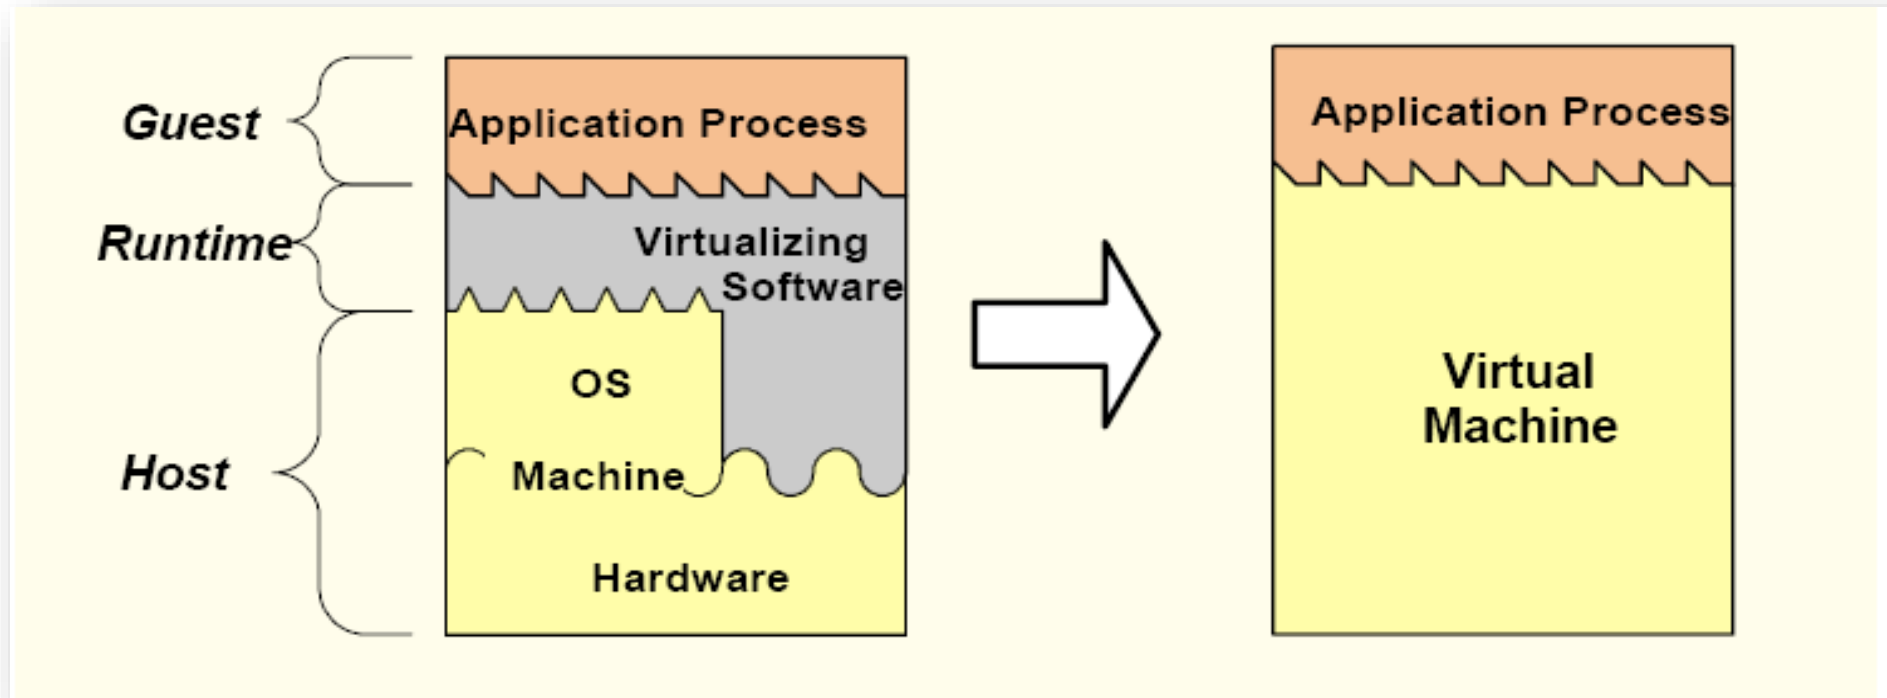 Guest
Application Process
Runtime
Virtualizing
Software
OS
Host
Machine
Hardware
Application Process
Virtual
Machine